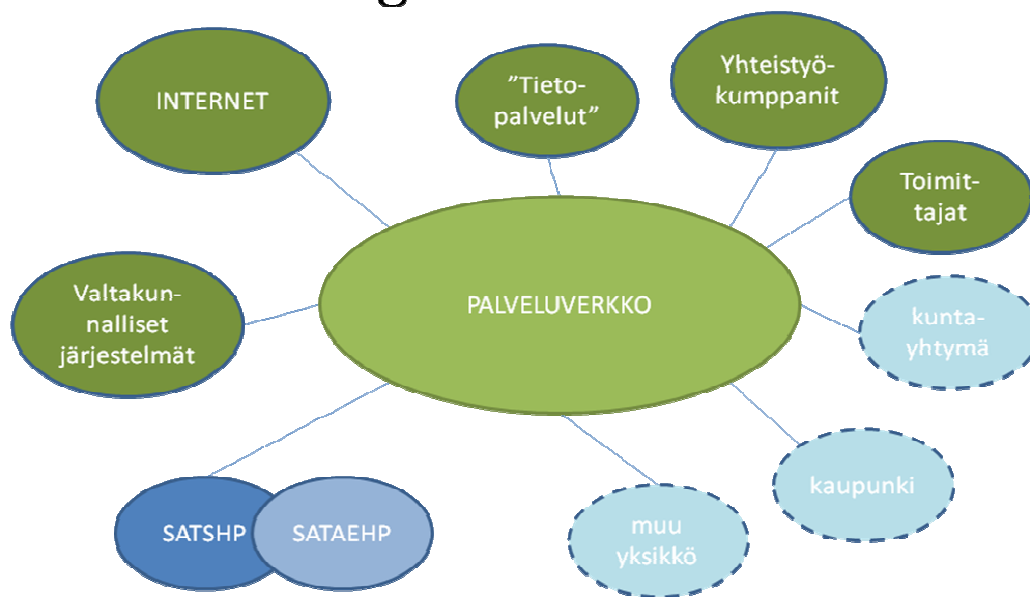 INTERNET
”Tieto-
palvelut”
Yhteistyö-
kumppanit
Toimit-
tajat
Valtakun-
nalliset
järjestelmät
PALVELUVERKKO
kunta-
yhtymä
kaupunki
SATSHP
SATAEHP
muu
yksikkö